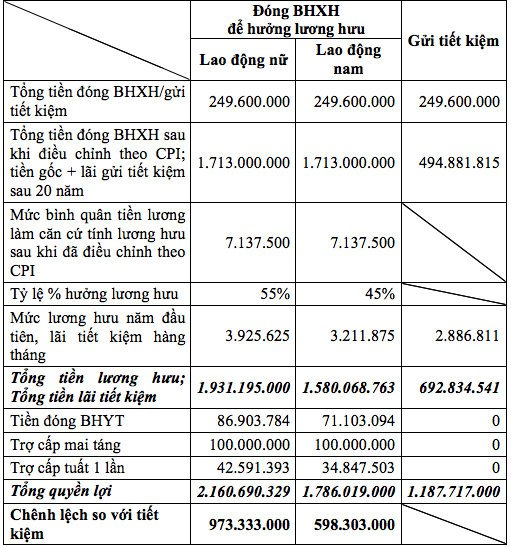 Đóng BHXH
để hưởng lương hưu
Gửi tiết kiệm
Lao động nữ
Lao động
nam
Tổng tiền đóng BHXH/gửi
tiết kiệm
249.600.000
249.600.000
249.600.000
Tổng tiền đóng BHXH sau
khi điều chỉnh theo CPI;
tiền gốc + lãi gửi tiết kiệm
sau 20 năm
1.713.000.000
1.713.000.000
494.881.815
Mức bình quân tiền lương
làm căn cứ tính lương hưu
sau khi đã điều chỉnh theo
CPI
7.137.500
7.137.500
Tỷ lệ % hưởng lương hưu
55%
45%
Mức lương hưu năm đầu
tiên, lãi tiết kiệm hàng
tháng
3.925.625
3.211.875
2.886.811
Tổng tiền lương hưu;
Tổng tiền lãi tiết kiệm
1.931.195.000
1.580.068.763
692.834.541
Tiền đóng BHYT
86.903.784
71.103.094
0
Trợ cấp mai táng
100.000.000
100.000.000
0
Trợ cấp tuất 1 lần
42.591.393
34.847.503
0
Tổng quyền lợi
2.160.690.329
1.786.019.000
1.187.717.000
Chênh lệch so với tiết
kiệm
973.333.000
598.303.000